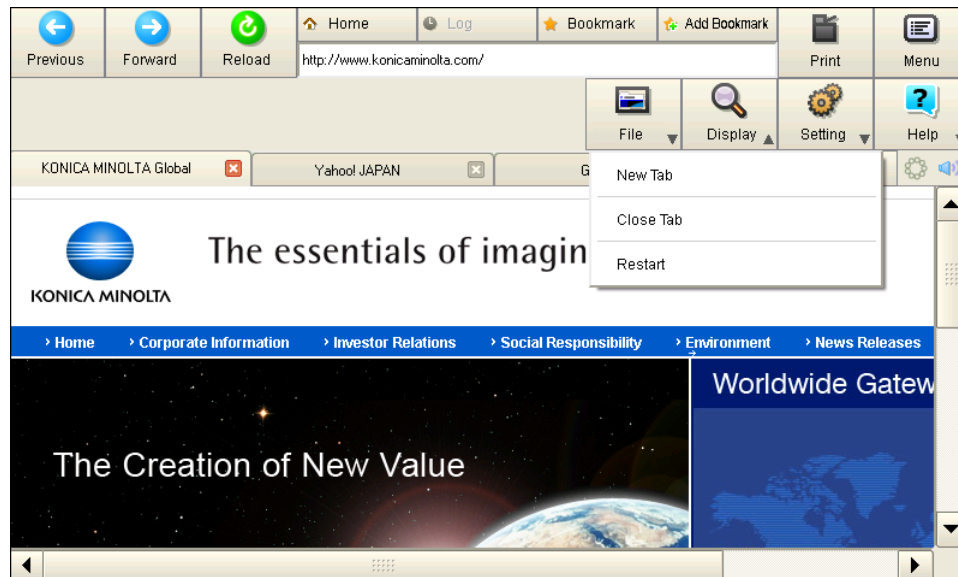 Home Log Bookmark Add Bookmark
Previous Forward Reload http://www.konicaminolta.com/ Print Menu
File Display Setting Help
KONICA MINOLTA Global Yahoo! JAPAN G
New Tab
Close Tab
Restart
The essentials of imagin
KONICA MINOLTA
Home Corporate Information Investor Relations Social Responsibility Environment News Releases
Worldwide Gatew
The Creation of New Value